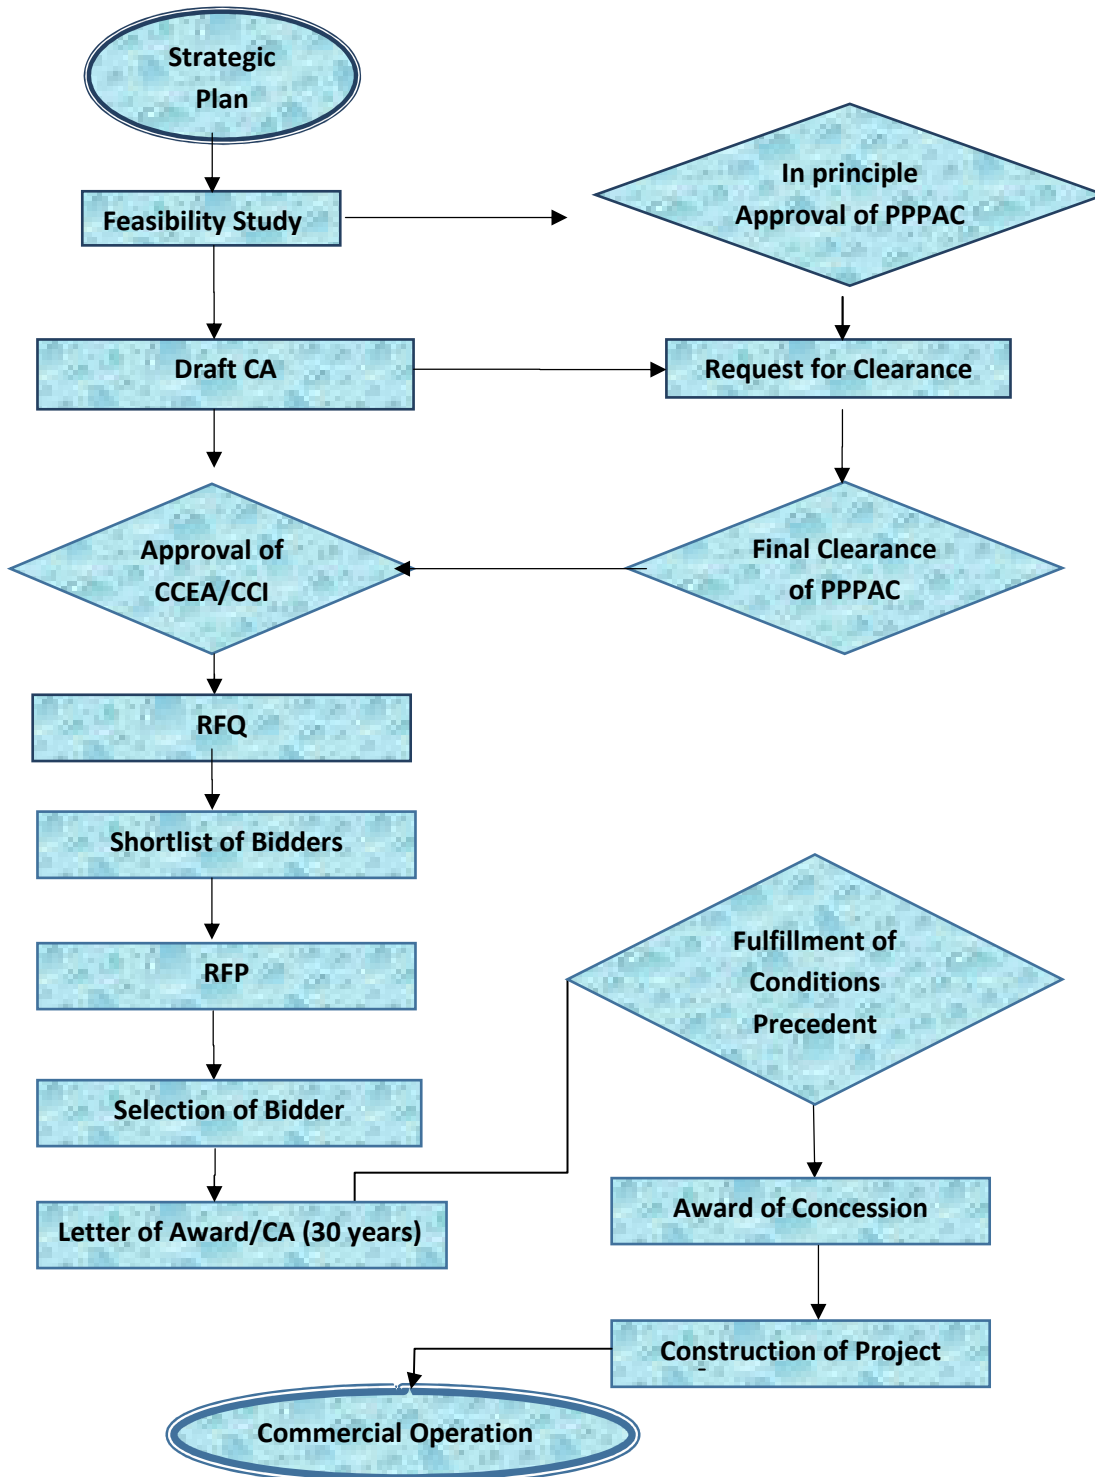 Strategic
Plan
In principle
Approval of PPPAC
Feasibility Study
Draft CA
Request for Clearance
Approval of
CCEA/CCI
Final Clearance
of PPPAC
RFQ
Shortlist of Bidders
RFP
Fulfillment of
Conditions
Precedent
Selection of Bidder
Letter of Award/CA (30 years)
Award of Concession
Construction of Project
Commercial Operation